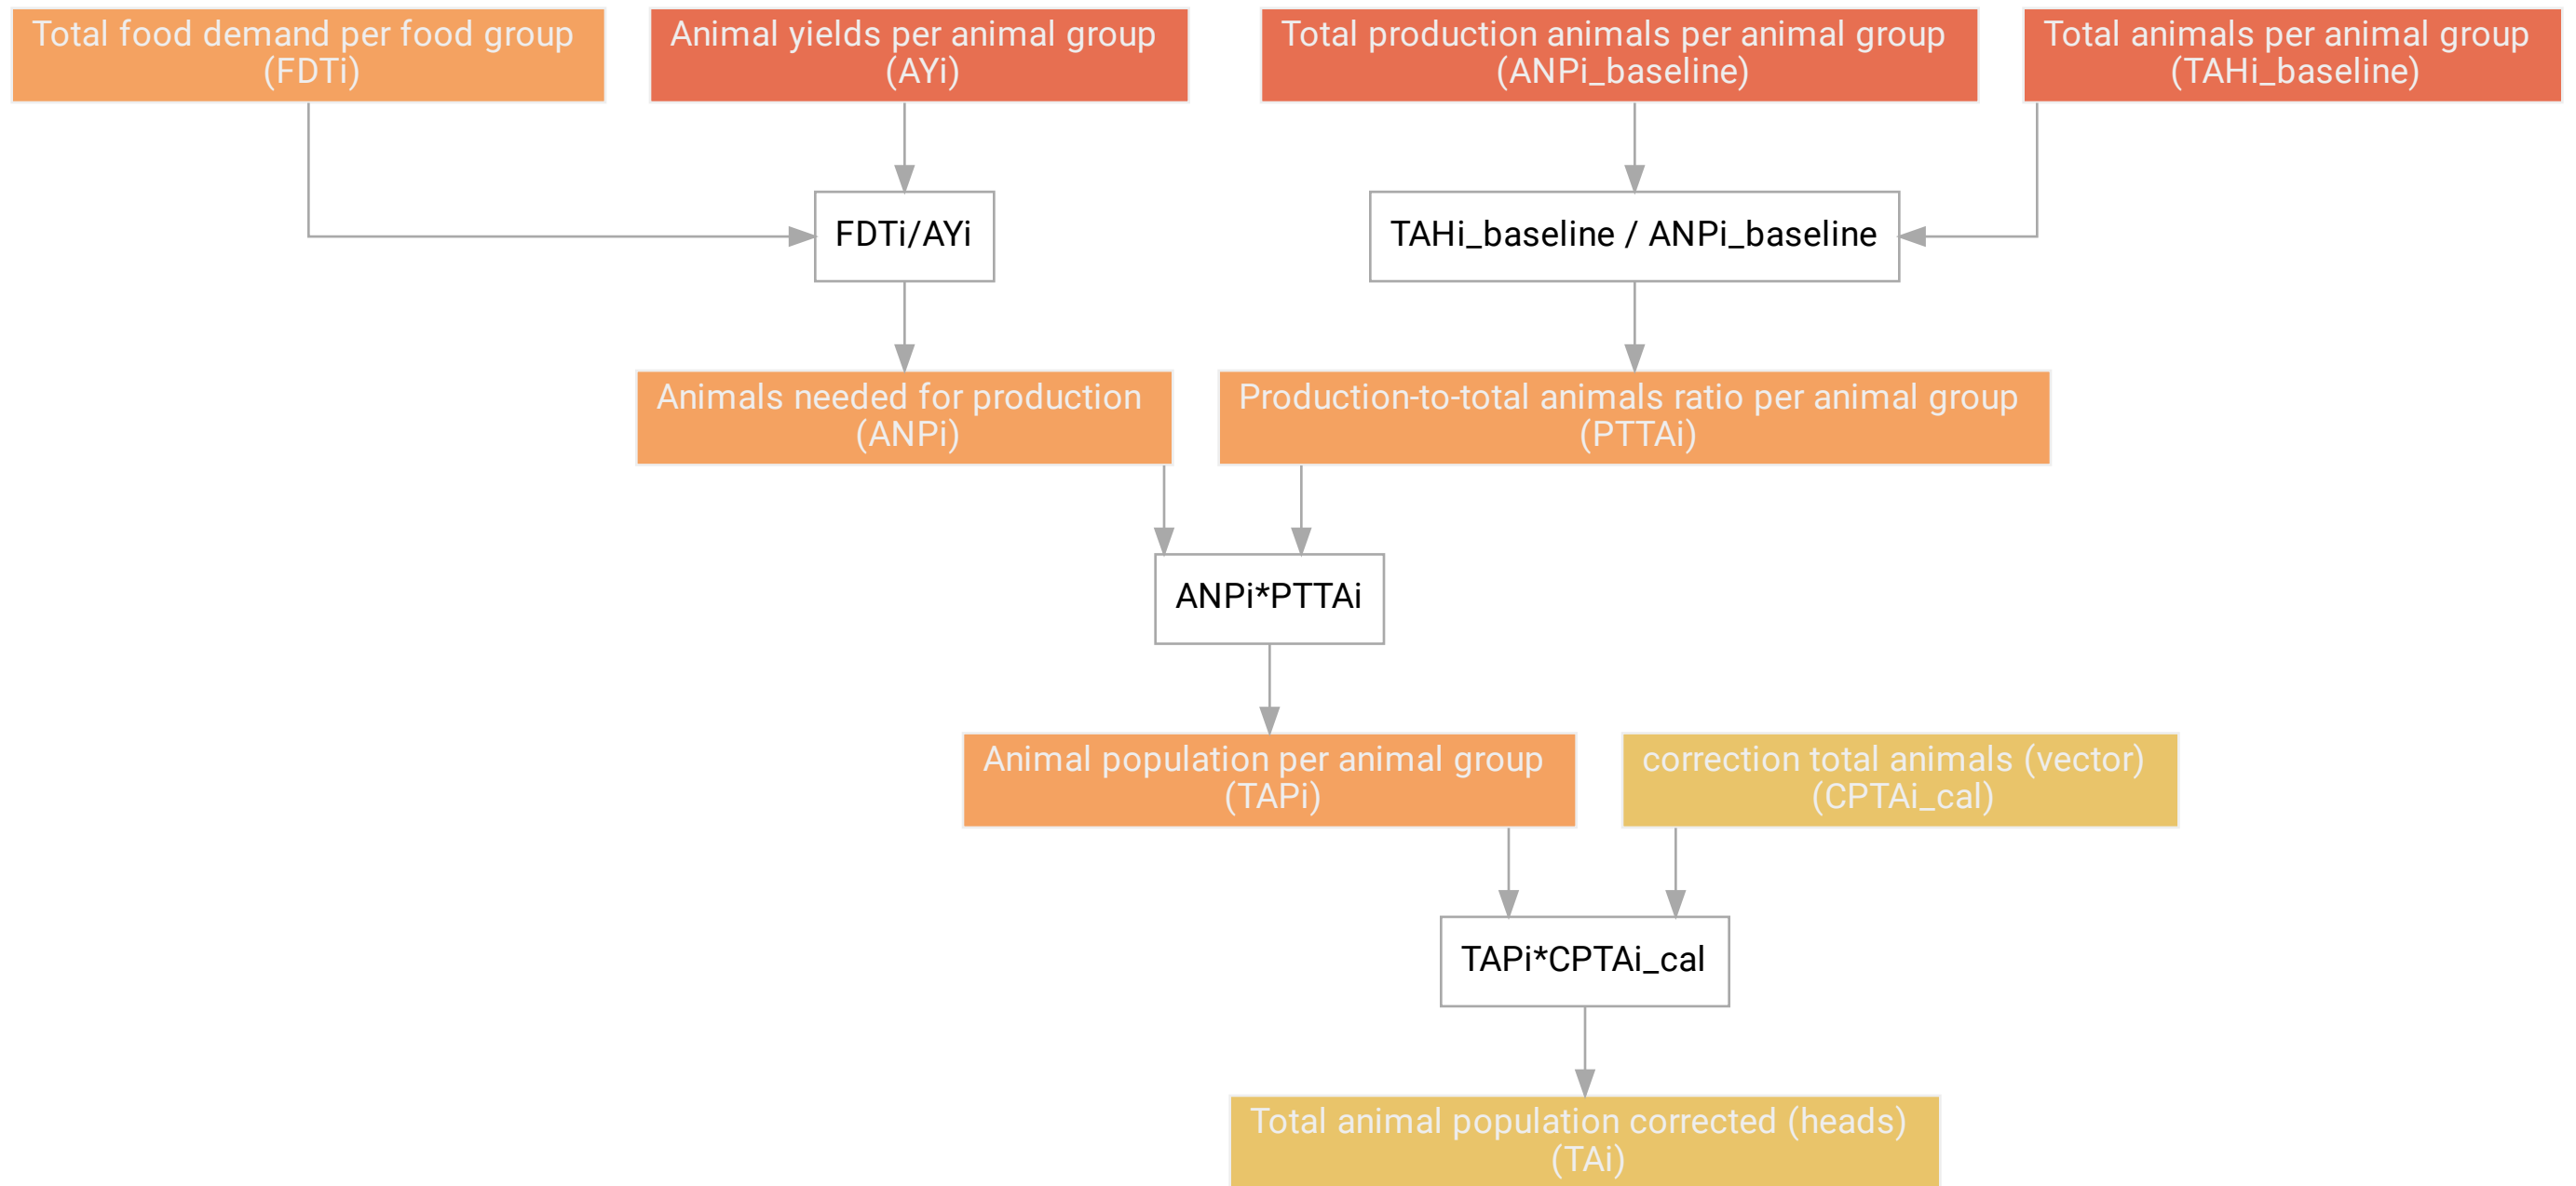 Total food demand per food group
(FDTi)
Animal yields per animal group
(AYi)
Total production animals per animal group
(ANPi_baseline)
Total animals per animal group
(TAHi_baseline)
FDTi/AYi
TAHi_baseline / ANPi_baseline
Animals needed for production
(ANPi)
Production-to-total animals ratio per animal group
(PTTAi)
ANPi*PTTAi
Animal population per animal group
(TAPi)
correction total animals (vector)
(CPTAi_cal)
TAPi*CPTAi_cal
Total animal population corrected (heads)
(TAi)